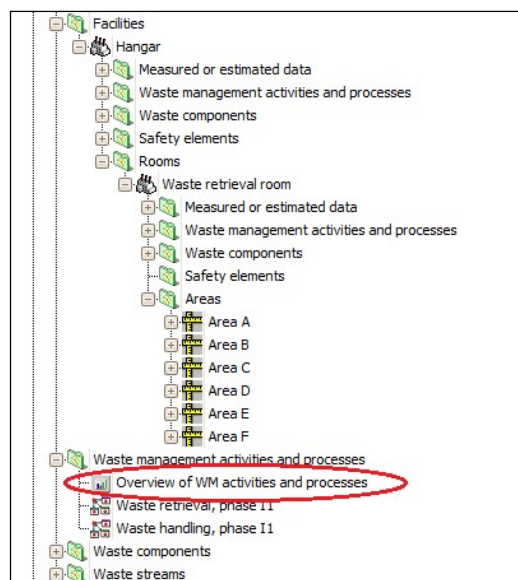 Facilities
Hangar
Measured or estimated data
Waste management activities and processes
Waste components
Safety elements
Rooms
Waste retrieval room
Measured or estimated data
Waste management activities and processes
Waste components
Safety elements
Areas
Area A
Area B
Area C
Area D
Area E
Area F
Waste management activities and processes
Overview of WM activities and processes
Waste retrieval, phase I1
Waste handling, phase I1
Waste components
Waste streams